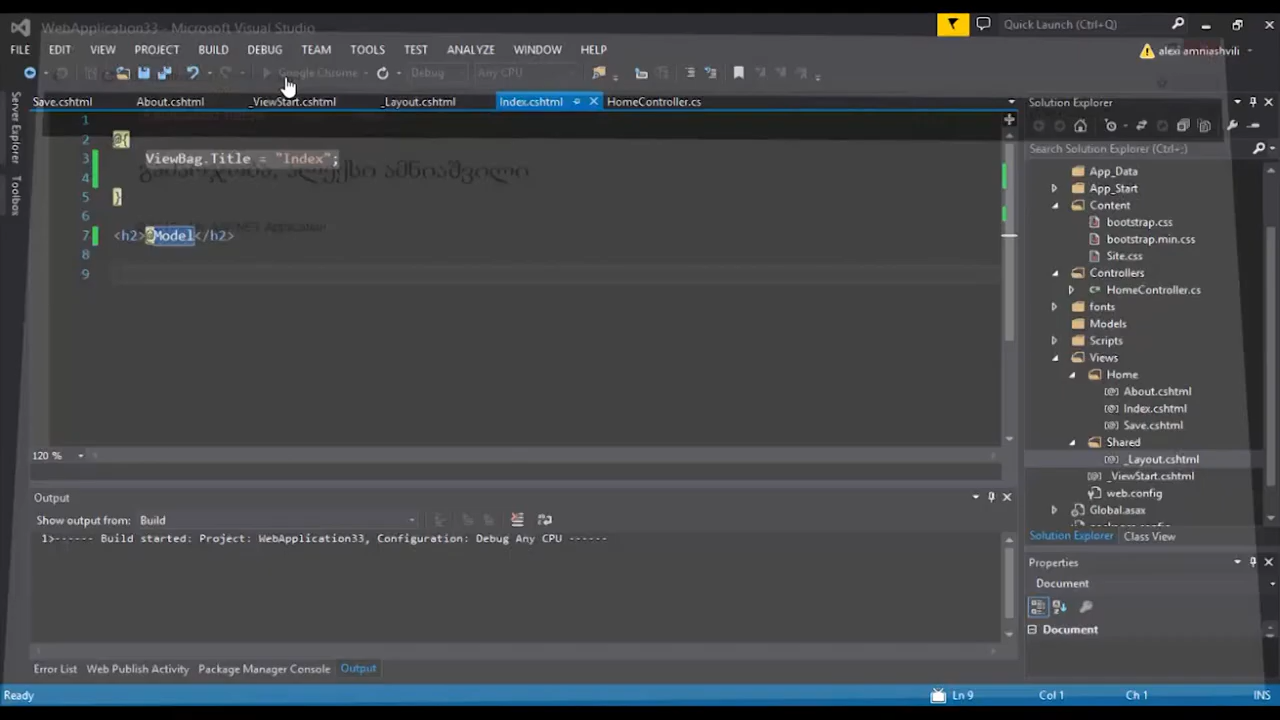 WebApplication33 - Microsoft Visual Studio
Quick Launch (Ctrl+Q)
FILE EDIT VIEW PROJECT BUILD DEBUG TEAM TOOLS TEST ANALYZE WINDOW HELP
alexi amniashvili
Google Chrome Debug Any CPU
Save.cshtml About.cshtml _ViewStart.cshtml _Layout.cshtml Index.cshtml HomeController.cs
Server Explorer
Toolbox
1
2 @{
3 ViewBag.Title = "Index";
გამარჯობა, ალექსი ამნიაშვილი
4
5 }
6
ASP.NET Application
7 <h2>@Model</h2>
8
9
120 %
Output
Show output from: Build
1>------ Build started: Project: WebApplication33, Configuration: Debug Any CPU ------
Error List Web Publish Activity Package Manager Console Output
Solution Explorer
Search Solution Explorer (Ctrl+;)
App_Data
App_Start
Content
bootstrap.css
bootstrap.min.css
Site.css
Controllers
HomeController.cs
fonts
Models
Scripts
Views
Home
About.cshtml
Index.cshtml
Save.cshtml
Shared
_Layout.cshtml
_ViewStart.cshtml
web.config
Global.asax
Solution Explorer Class View
Properties
Document
Document
Ready Ln 9 Col 1 Ch 1 INS